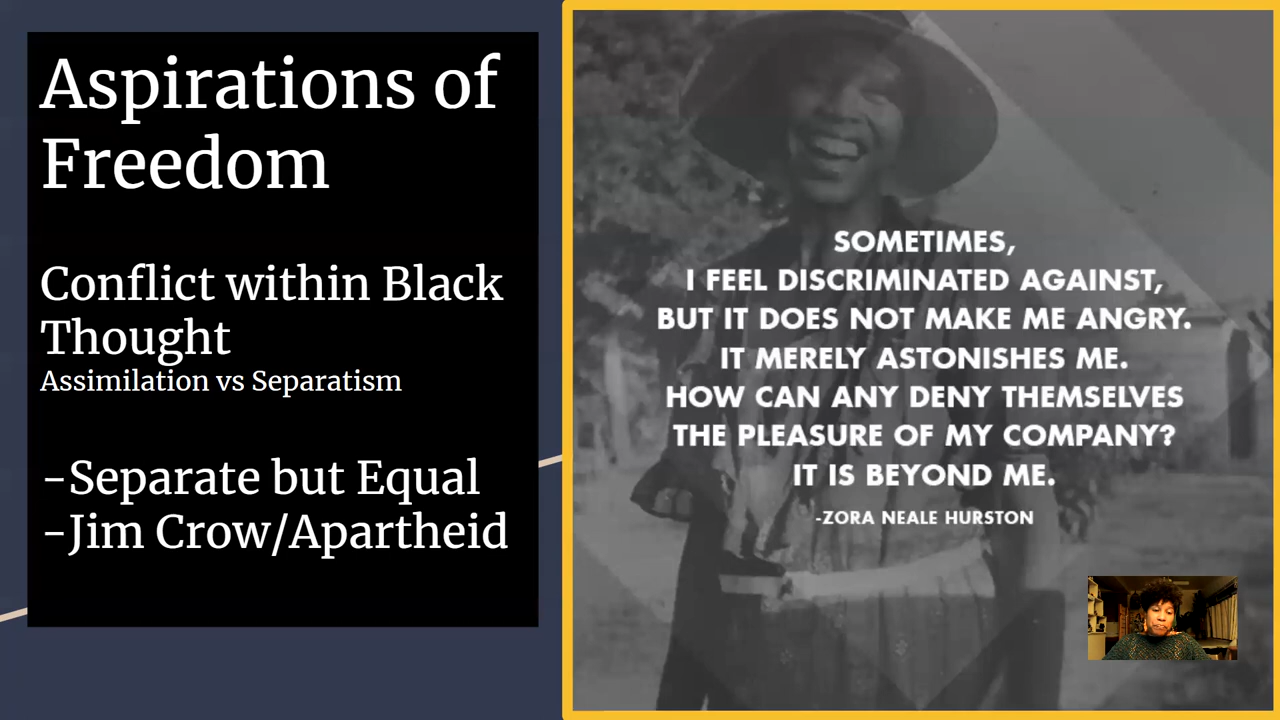 Aspirations of
Freedom
Conflict within Black
Thought
Assimilation vs Separatism
-Separate but Equal
-Jim Crow/Apartheid
SOMETIMES,
I FEEL DISCRIMINATED AGAINST,
BUT IT DOES NOT MAKE ME ANGRY.
IT MERELY ASTONISHES ME.
HOW CAN ANY DENY THEMSELVES
THE PLEASURE OF MY COMPANY?
IT IS BEYOND ME.
-ZORA NEALE HURSTON